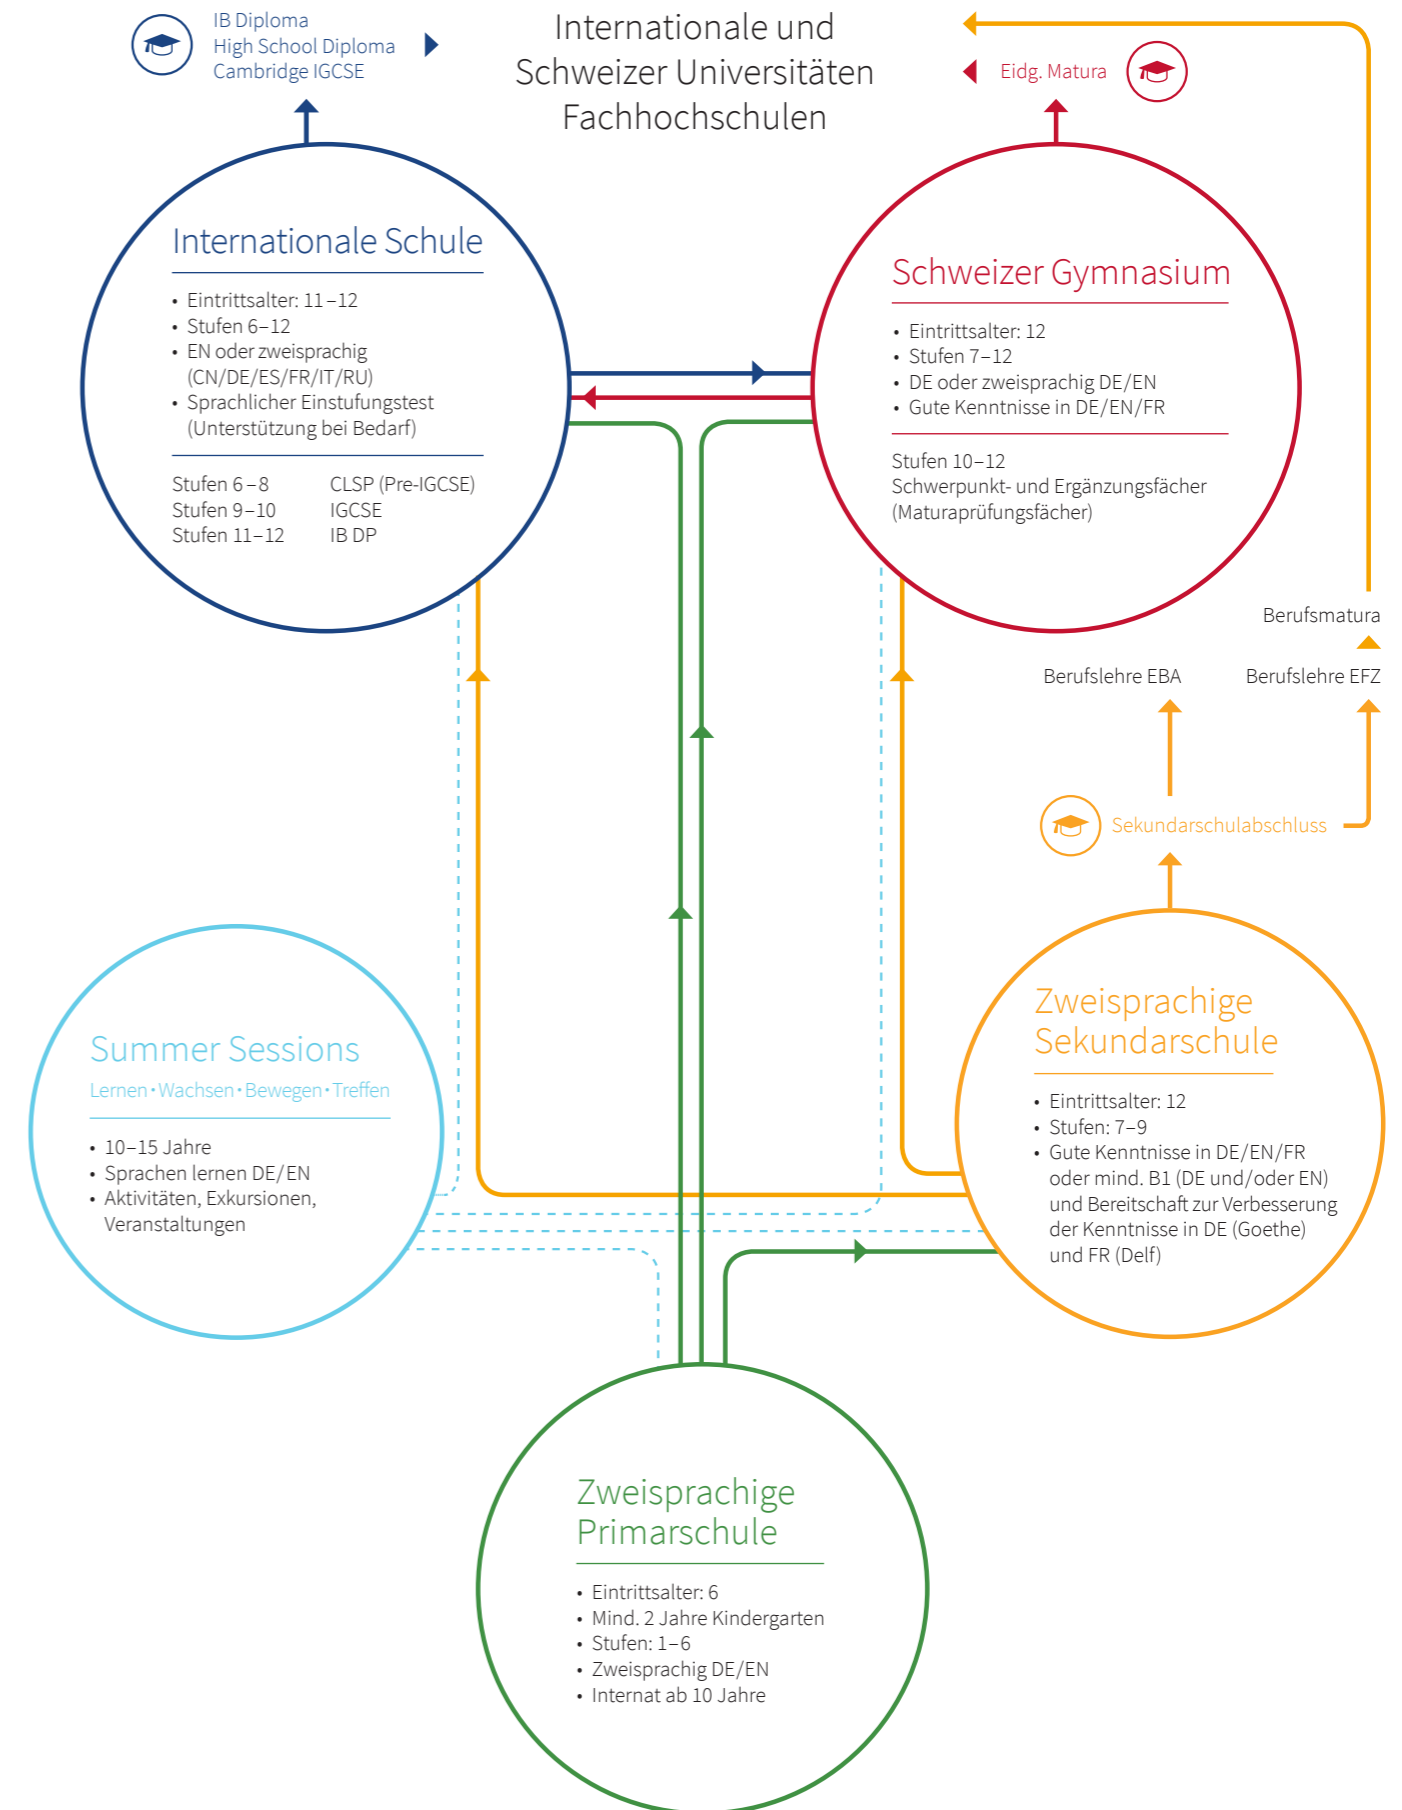 IB Diploma
High School Diploma
Cambridge IGCSE
Internationale und
Schweizer Universitäten
Fachhochschulen
Eidg. Matura
Internationale Schule
• Eintrittsalter: 11–12
• Stufen 6–12
• EN oder zweisprachig
(CN/DE/ES/FR/IT/RU)
• Sprachlicher Einstufungstest
(Unterstützung bei Bedarf)
Stufen 6–8 CLSP (Pre-IGCSE)
Stufen 9–10 IGCSE
Stufen 11–12 IB DP
Schweizer Gymnasium
• Eintrittsalter: 12
• Stufen 7–12
• DE oder zweisprachig DE/EN
• Gute Kenntnisse in DE/EN/FR
Stufen 10–12
Schwerpunkt- und Ergänzungsfächer
(Maturaprüfungsfächer)
Berufsmatura
Berufslehre EBA
Berufslehre EFZ
Sekundarschulabschluss
Summer Sessions
Lernen • Wachsen • Bewegen • Treffen
• 10–15 Jahre
• Sprachen lernen DE/EN
• Aktivitäten, Exkursionen,
Veranstaltungen
Zweisprachige
Sekundarschule
• Eintrittsalter: 12
• Stufen: 7–9
• Gute Kenntnisse in DE/EN/FR
oder mind. B1 (DE und/oder EN)
und Bereitschaft zur Verbesserung
der Kenntnisse in DE (Goethe)
und FR (Delf)
Zweisprachige
Primarschule
• Eintrittsalter: 6
• Mind. 2 Jahre Kindergarten
• Stufen: 1–6
• Zweisprachig DE/EN
• Internat ab 10 Jahre